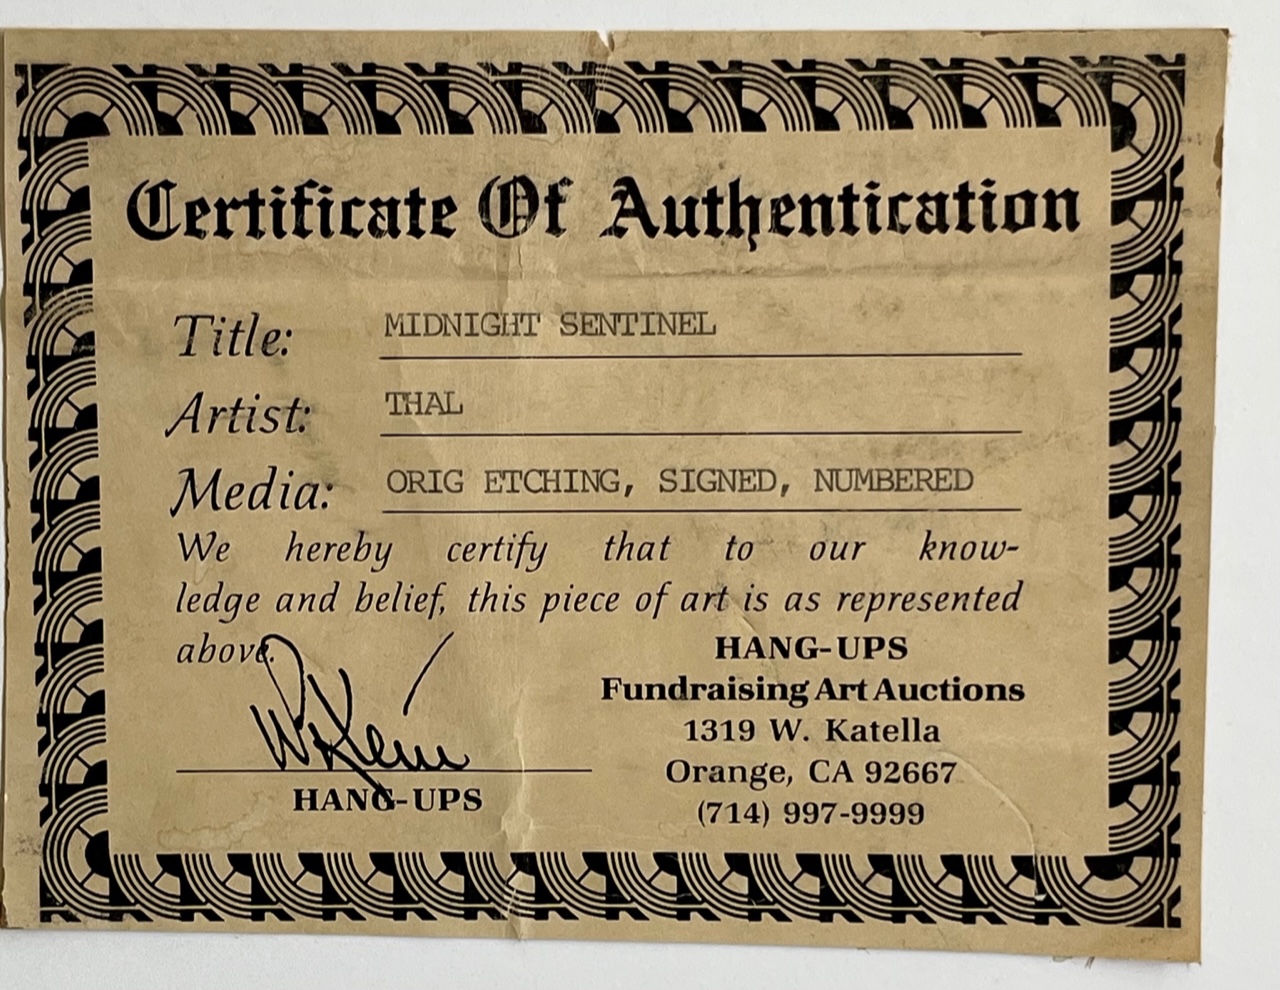 Certificate Of Authentication
Title: MIDNIGHT SENTINEL
Artist: THAL
Media: ORIG ETCHING, SIGNED, NUMBERED
We hereby certify that to our know-
ledge and belief, this piece of art is as represented
above.
HANG-UPS
Fundraising Art Auctions
1319 W. Katella
Orange, CA 92667
(714) 997-9999
HANG-UPS